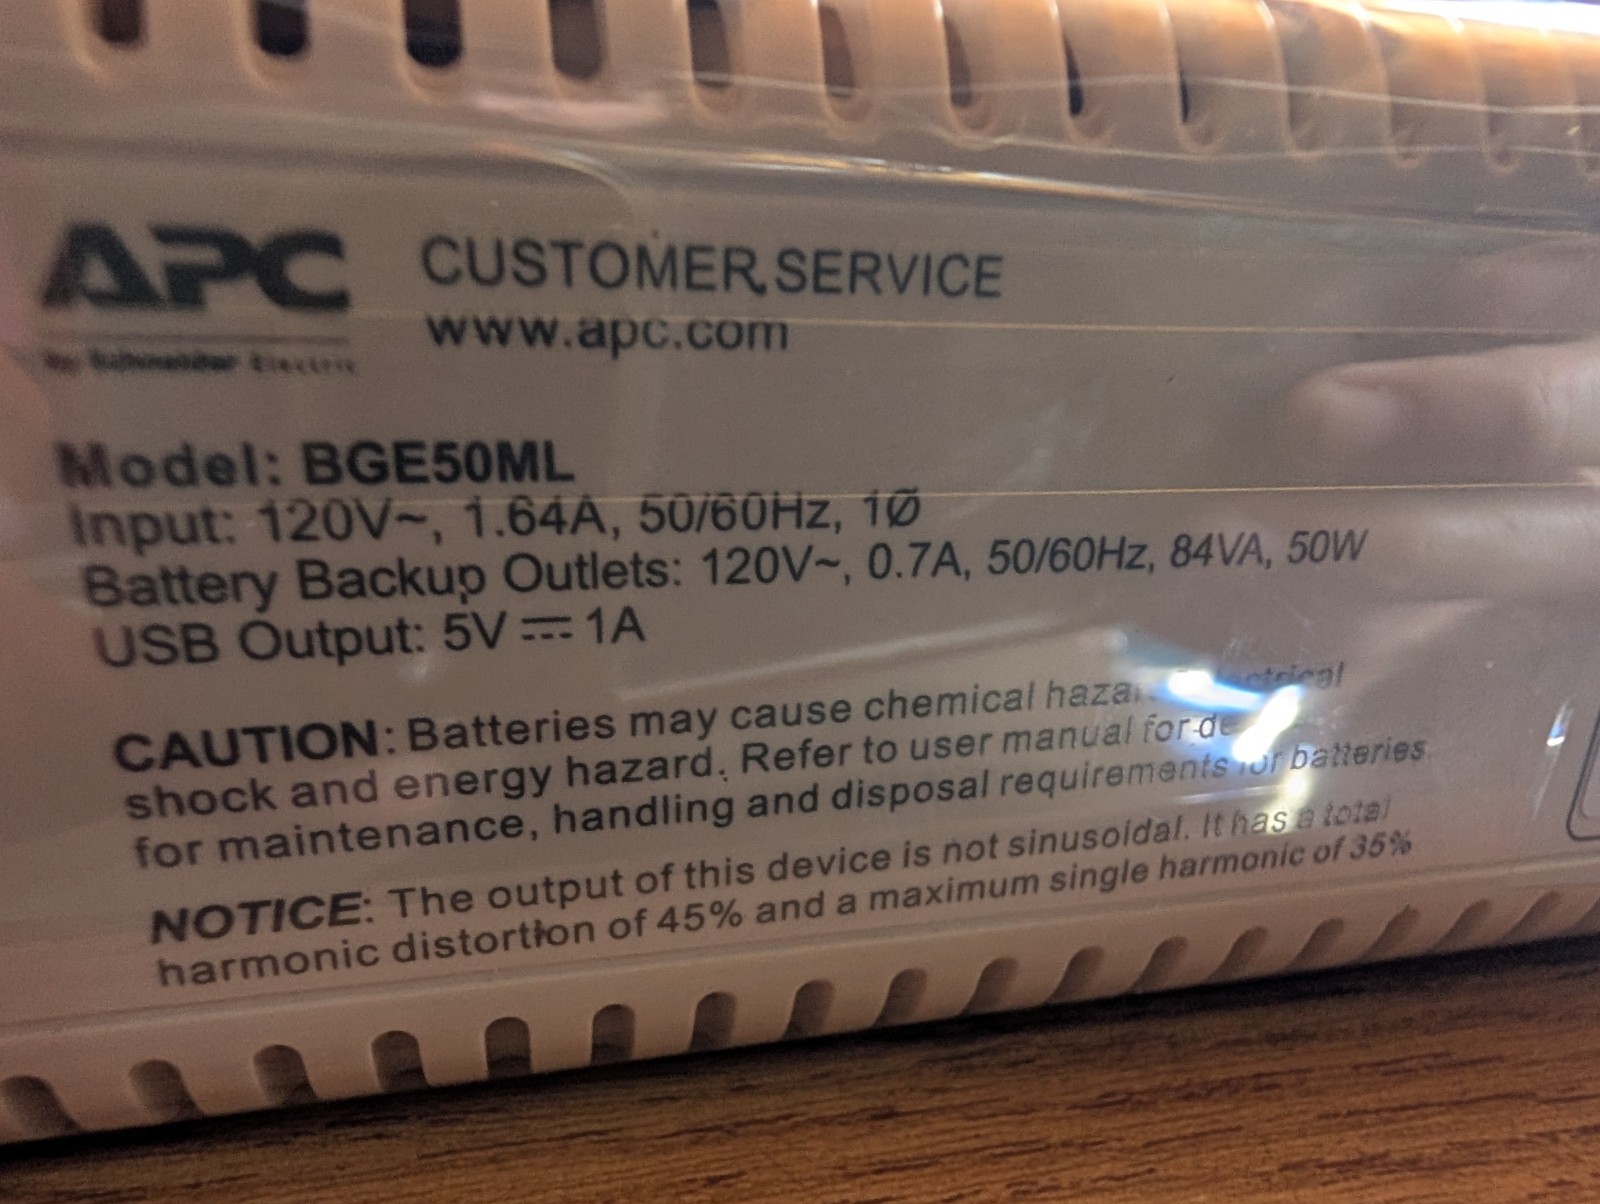 APC
by Schneider Electric
CUSTOMER SERVICE
www.apc.com
Model: BGE50ML
Input: 120V~, 1.64A, 50/60Hz, 1Ø
Battery Backup Outlets: 120V~, 0.7A, 50/60Hz, 84VA, 50W
USB Output: 5V ⎓ 1A
CAUTION: Batteries may cause chemical
shock and energy hazard. Refer to user manual for
for maintenance, handling and disposal requirements for batteries.
NOTICE: The output of this device is not sinusoidal. It has a total
harmonic distortion of 45% and a maximum single harmonic of 35%